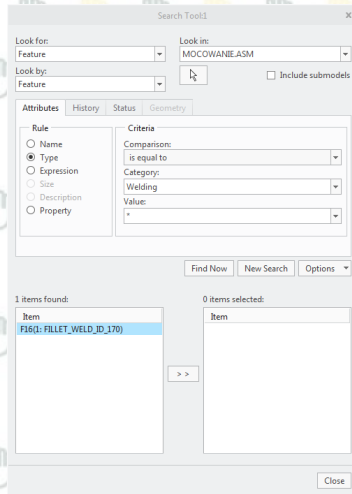 Search Tool:1
Look for:
Look in:
Feature
MOCOWANIE.ASM
Look by:
Feature
Include submodels
Attributes History Status Geometry
Rule
Name
Type
Expression
Size
Description
Property
Criteria
Comparison:
is equal to
Category:
Welding
Value:
*
Find Now New Search Options
1 items found:
Item
F16(1: FILLET_WELD_ID_170)
> >
0 items selected:
Item
Close